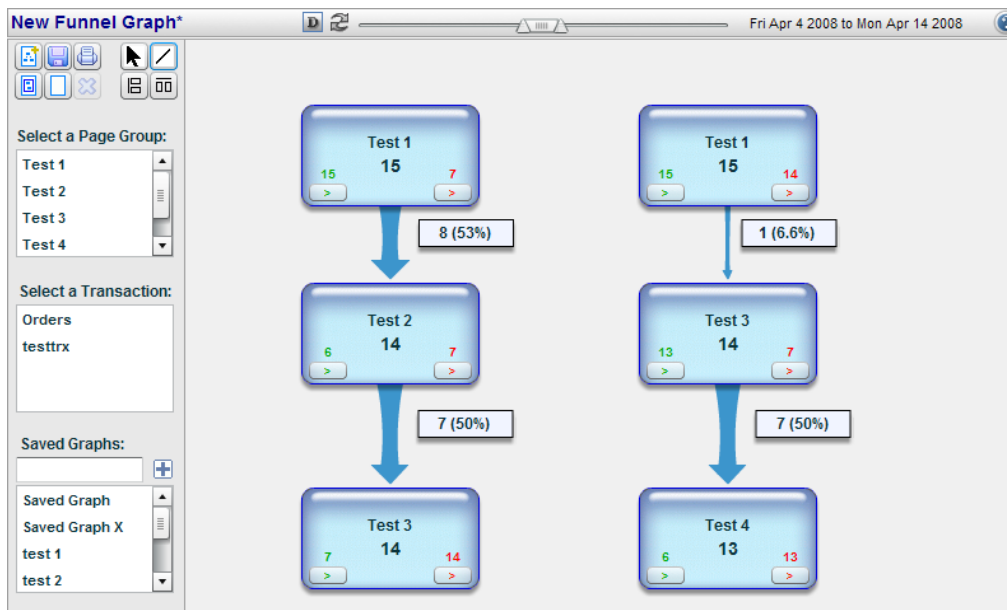 New Funnel Graph*
D
Fri Apr 4 2008 to Mon Apr 14 2008
Select a Page Group:
Test 1
Test 2
Test 3
Test 4
Select a Transaction:
Orders
testtrx
Saved Graphs:
Saved Graph
Saved Graph X
test 1
test 2
Test 1
15
15 7
> >
8 (53%)
Test 2
14
6 7
> >
7 (50%)
Test 3
14
7 14
> >
Test 1
15
15 14
> >
1 (6.6%)
Test 3
14
13 7
> >
7 (50%)
Test 4
13
6 13
> >